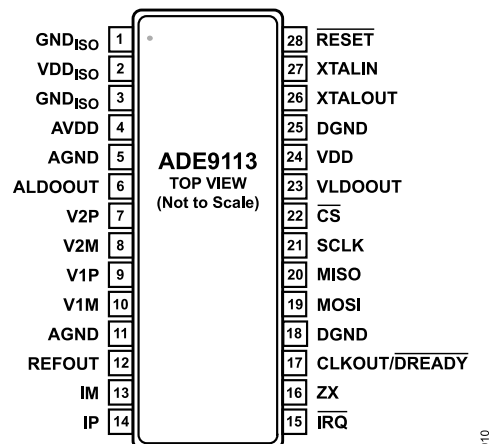 GNDISO 1
VDDISO 2
GNDISO 3
AVDD 4
AGND 5
ALDOOUT 6
V2P 7
V2M 8
V1P 9
V1M 10
AGND 11
REFOUT 12
IM 13
IP 14
ADE9113
TOP VIEW
(Not to Scale)
28 RESET
27 XTALIN
26 XTALOUT
25 DGND
24 VDD
23 VLDOOUT
22 CS
21 SCLK
20 MISO
19 MOSI
18 DGND
17 CLKOUT/DREADY
16 ZX
15 IRQ